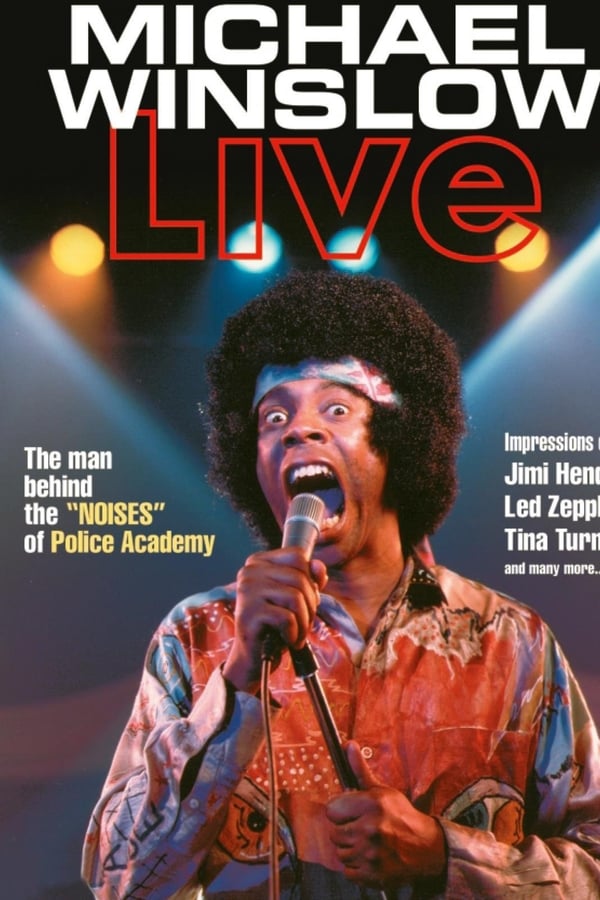 MICHAEL
WINSLOW
Live
The man
behind
the "NOISES"
of Police Academy
Impressions
Jimi Hend
Led Zeppl
Tina Turn
and many more..